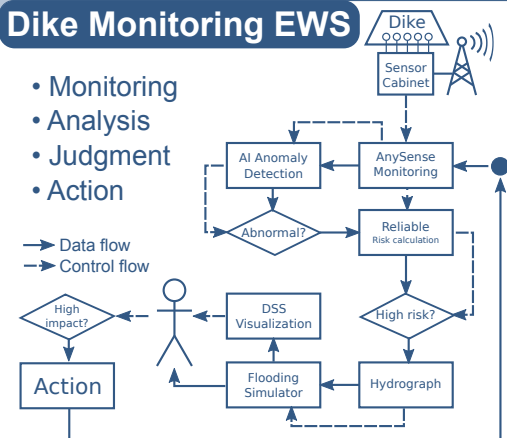 Dike Monitoring EWS
Dike
Sensor
Cabinet
• Monitoring
• Analysis
• Judgment
• Action
AI Anomaly
Detection
AnySense
Monitoring
Abnormal?
Reliable
Risk calculation
Data flow
Control flow
High
impact?
DSS
Visualization
High risk?
Action
Flooding
Simulator
Hydrograph